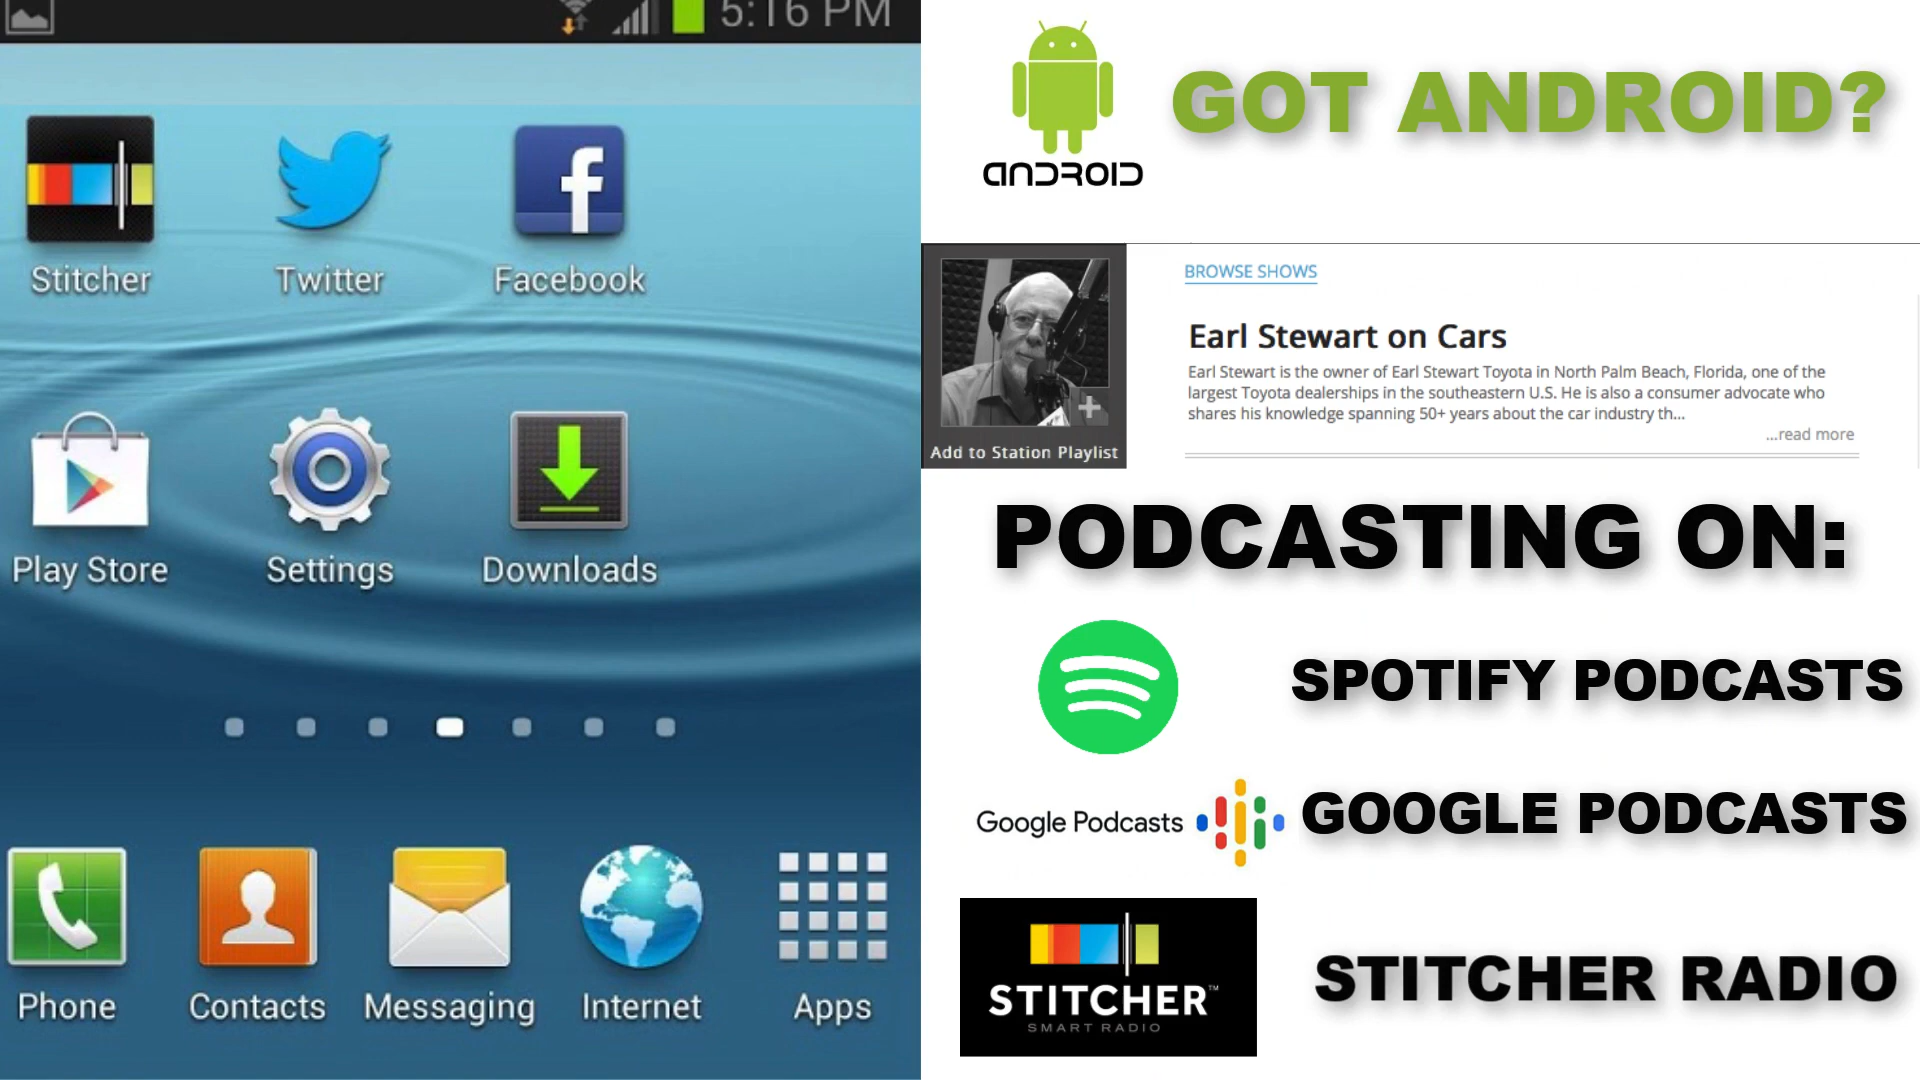 5:16 PM
Stitcher
Twitter
Facebook
Play Store
Settings
Downloads
Phone
Contacts
Messaging
Internet
Apps
ANDROID
GOT ANDROID?
BROWSE SHOWS
Earl Stewart on Cars
Earl Stewart is the owner of Earl Stewart Toyota in North Palm Beach, Florida, one of the
largest Toyota dealerships in the southeastern U.S. He is also a consumer advocate who
shares his knowledge spanning 50+ years about the car industry th...
...read more
Add to Station Playlist
PODCASTING ON:
SPOTIFY PODCASTS
Google Podcasts
GOOGLE PODCASTS
STITCHER™
SMART RADIO
STITCHER RADIO